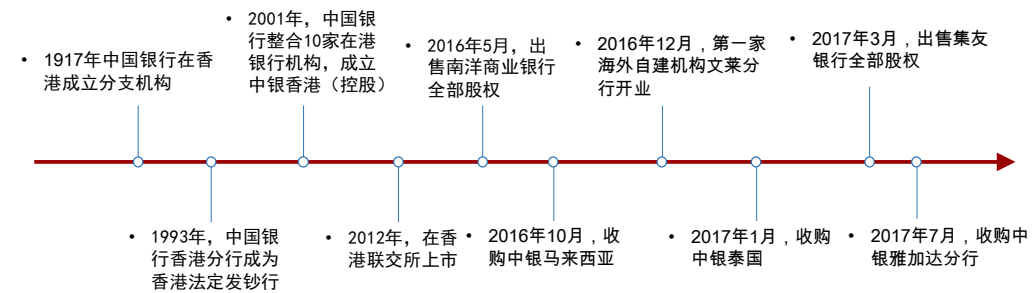 • 1917年中国银行在香
港成立分支机构
• 2001年，中国银
行整合10家在港
银行机构，成立
中银香港（控股）
• 2016年5月，出
售南洋商业银行
全部股权
• 2016年12月，第一家
海外自建机构文莱分
行开业
• 2017年3月，出售集友
银行全部股权
• 1993年，中国银
行香港分行成为
香港法定发钞行
• 2012年，在香
港联交所上市
• 2016年10月，收
购中银马来西亚
• 2017年1月，收购
中银泰国
• 2017年7月，收购中
银雅加达分行